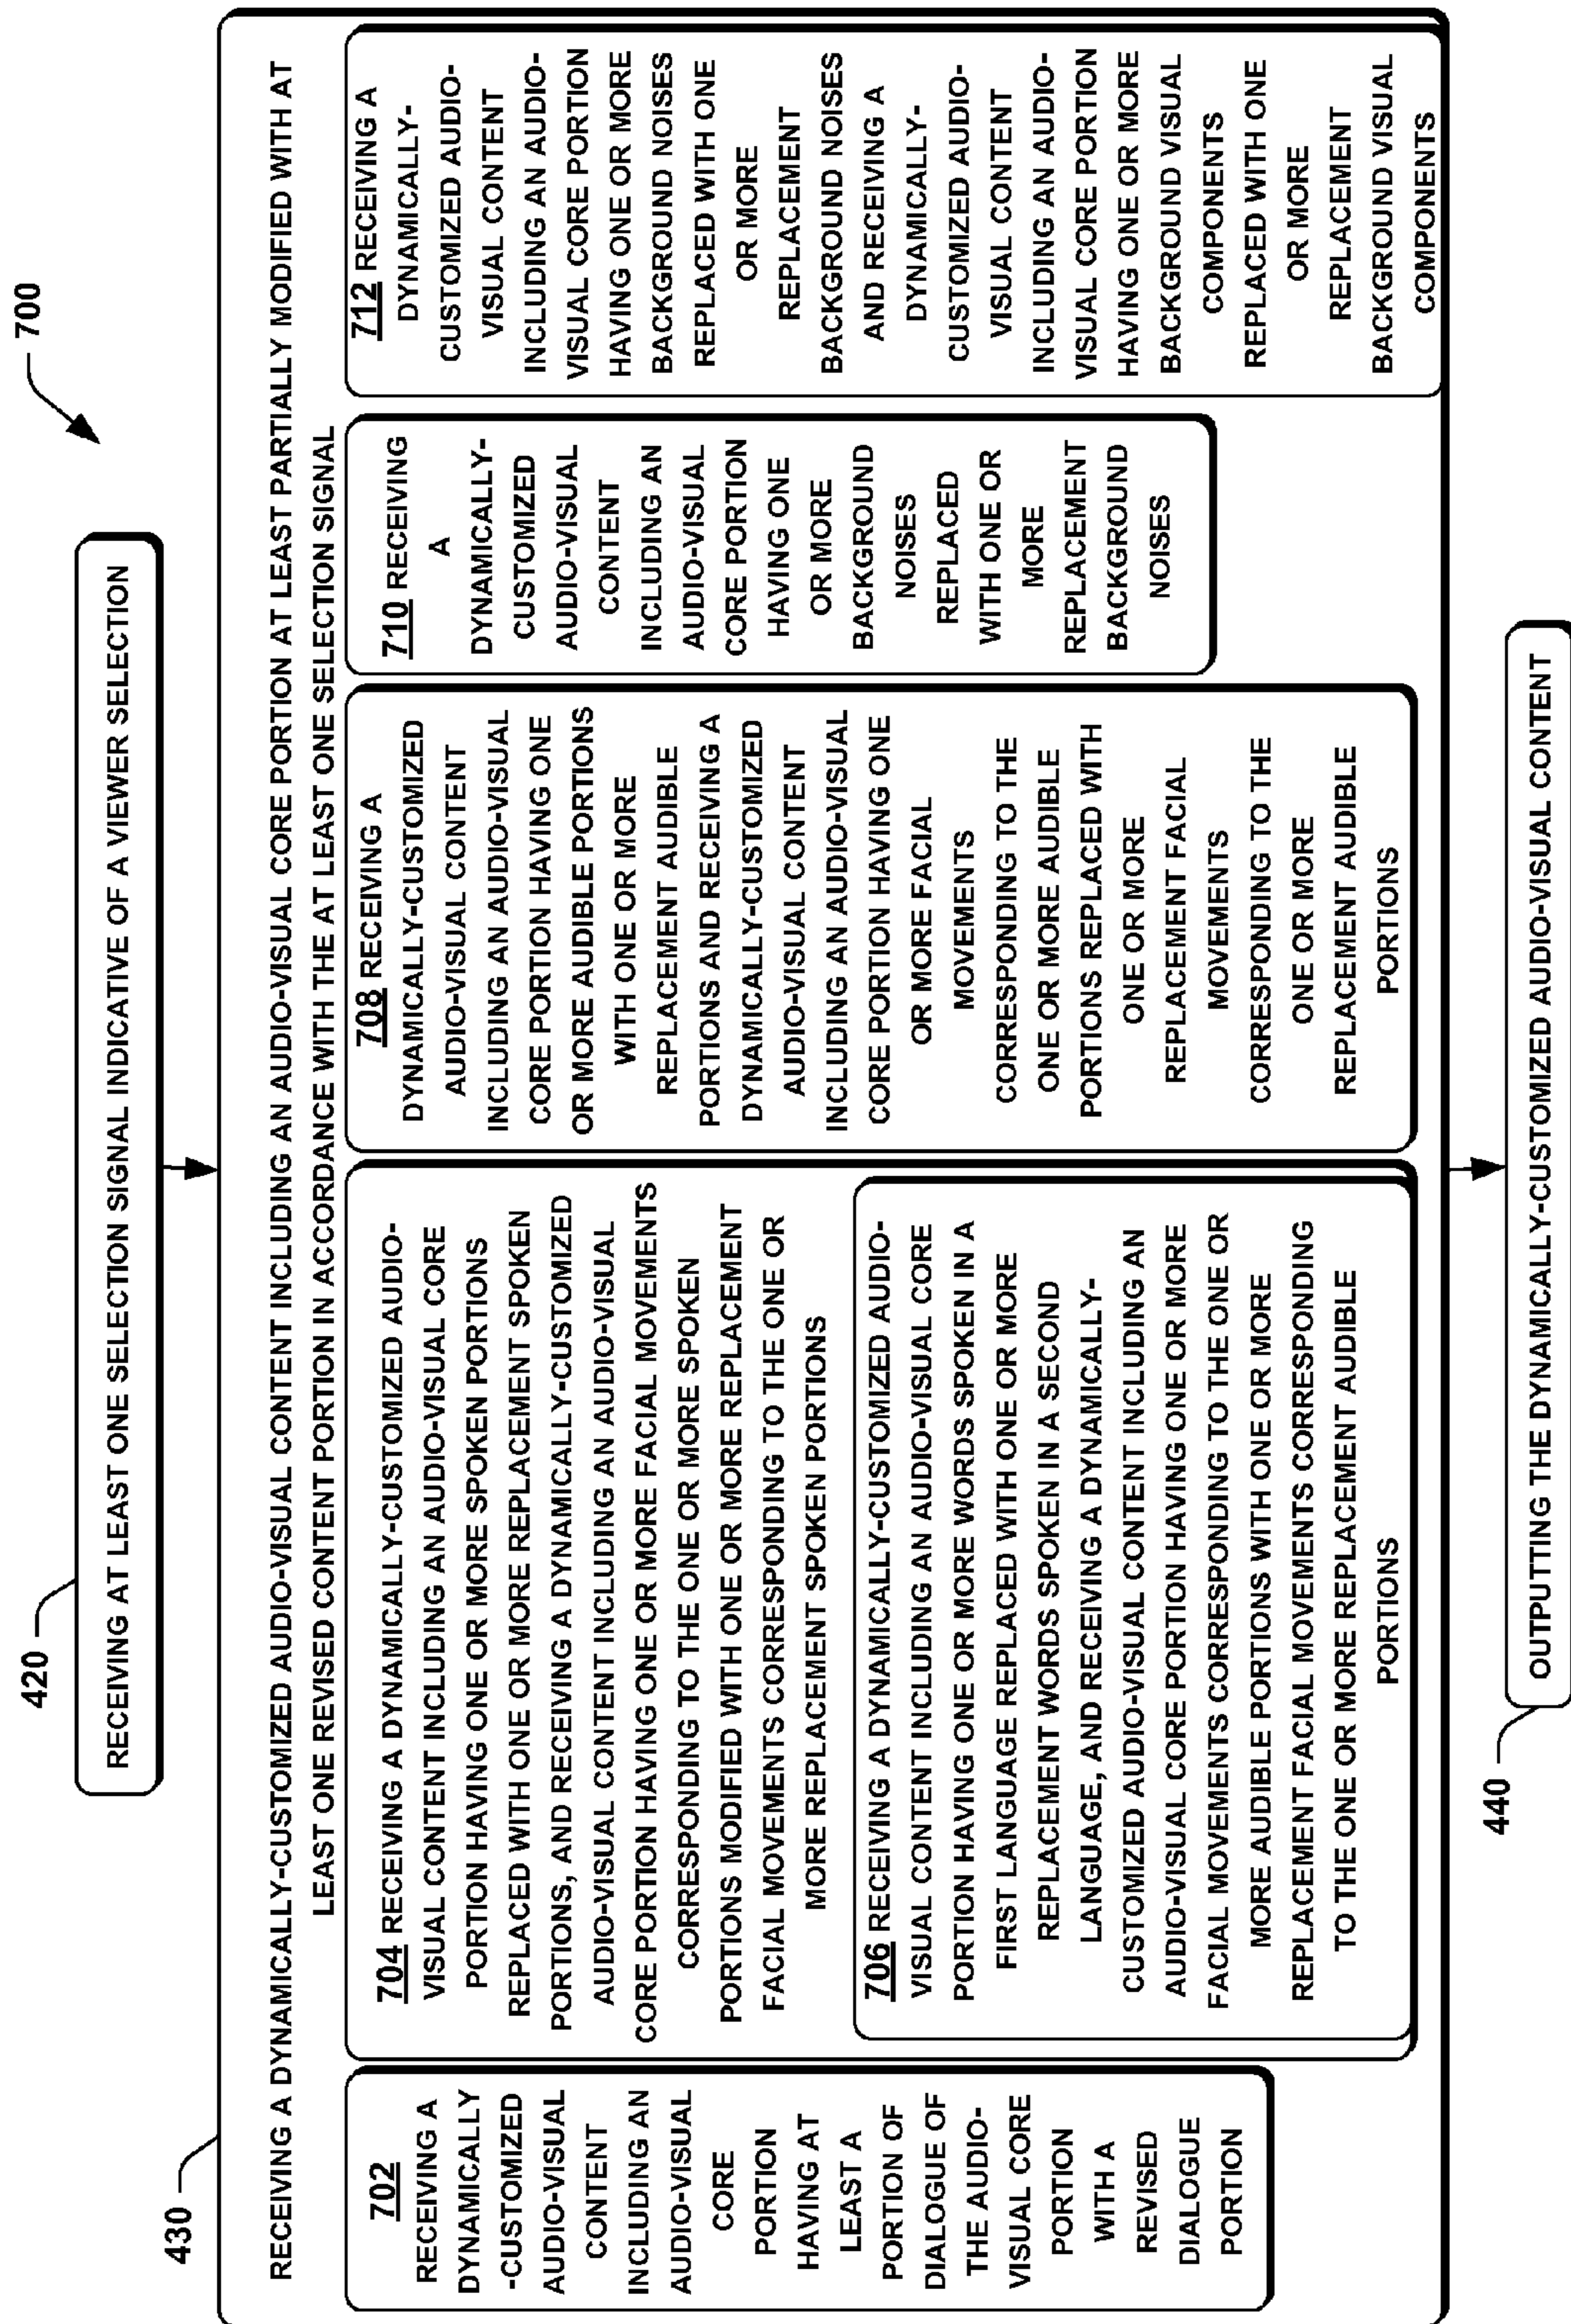 700
420
RECEIVING AT LEAST ONE SELECTION SIGNAL INDICATIVE OF A VIEWER SELECTION
430
RECEIVING A DYNAMICALLY-CUSTOMIZED AUDIO-VISUAL CONTENT INCLUDING AN AUDIO-VISUAL CORE PORTION AT LEAST PARTIALLY MODIFIED WITH AT
LEAST ONE REVISED CONTENT PORTION IN ACCORDANCE WITH THE AT LEAST ONE SELECTION SIGNAL
702
RECEIVING A
DYNAMICALLY
-CUSTOMIZED
AUDIO-VISUAL
CONTENT
INCLUDING AN
AUDIO-VISUAL
CORE
PORTION
HAVING AT
LEAST A
PORTION OF
DIALOGUE OF
THE AUDIO-
VISUAL CORE
PORTION
WITH A
REVISED
DIALOGUE
PORTION
704 RECEIVING A DYNAMICALLY-CUSTOMIZED AUDIO-
VISUAL CONTENT INCLUDING AN AUDIO-VISUAL CORE
PORTION HAVING ONE OR MORE SPOKEN PORTIONS
REPLACED WITH ONE OR MORE REPLACEMENT SPOKEN
PORTIONS, AND RECEIVING A DYNAMICALLY-CUSTOMIZED
AUDIO-VISUAL CONTENT INCLUDING AN AUDIO-VISUAL
CORE PORTION HAVING ONE OR MORE FACIAL MOVEMENTS
CORRESPONDING TO THE ONE OR MORE SPOKEN
PORTIONS MODIFIED WITH ONE OR MORE REPLACEMENT
FACIAL MOVEMENTS CORRESPONDING TO THE ONE OR
MORE REPLACEMENT SPOKEN PORTIONS
706 RECEIVING A DYNAMICALLY-CUSTOMIZED AUDIO-
VISUAL CONTENT INCLUDING AN AUDIO-VISUAL CORE
PORTION HAVING ONE OR MORE WORDS SPOKEN IN A
FIRST LANGUAGE REPLACED WITH ONE OR MORE
REPLACEMENT WORDS SPOKEN IN A SECOND
LANGUAGE, AND RECEIVING A DYNAMICALLY-
CUSTOMIZED AUDIO-VISUAL CONTENT INCLUDING AN
AUDIO-VISUAL CORE PORTION HAVING ONE OR MORE
FACIAL MOVEMENTS CORRESPONDING TO THE ONE OR
MORE AUDIBLE PORTIONS WITH ONE OR MORE
REPLACEMENT FACIAL MOVEMENTS CORRESPONDING
TO THE ONE OR MORE REPLACEMENT AUDIBLE
PORTIONS
708 RECEIVING A
DYNAMICALLY-CUSTOMIZED
AUDIO-VISUAL CONTENT
INCLUDING AN AUDIO-VISUAL
CORE PORTION HAVING ONE
OR MORE AUDIBLE PORTIONS
WITH ONE OR MORE
REPLACEMENT AUDIBLE
PORTIONS AND RECEIVING A
DYNAMICALLY-CUSTOMIZED
AUDIO-VISUAL CONTENT
INCLUDING AN AUDIO-VISUAL
CORE PORTION HAVING ONE
OR MORE FACIAL
MOVEMENTS
CORRESPONDING TO THE
ONE OR MORE AUDIBLE
PORTIONS REPLACED WITH
ONE OR MORE
REPLACEMENT FACIAL
MOVEMENTS
CORRESPONDING TO THE
ONE OR MORE
REPLACEMENT AUDIBLE
PORTIONS
710 RECEIVING
A
DYNAMICALLY-
CUSTOMIZED
AUDIO-VISUAL
CONTENT
INCLUDING AN
AUDIO-VISUAL
CORE PORTION
HAVING ONE
OR MORE
BACKGROUND
NOISES
REPLACED
WITH ONE OR
MORE
REPLACEMENT
BACKGROUND
NOISES
712 RECEIVING A
DYNAMICALLY-
CUSTOMIZED AUDIO-
VISUAL CONTENT
INCLUDING AN AUDIO-
VISUAL CORE PORTION
HAVING ONE OR MORE
BACKGROUND NOISES
REPLACED WITH ONE
OR MORE
REPLACEMENT
BACKGROUND NOISES
AND RECEIVING A
DYNAMICALLY-
CUSTOMIZED AUDIO-
VISUAL CONTENT
INCLUDING AN AUDIO-
VISUAL CORE PORTION
HAVING ONE OR MORE
BACKGROUND VISUAL
COMPONENTS
REPLACED WITH ONE
OR MORE
REPLACEMENT
BACKGROUND VISUAL
COMPONENTS
440
OUTPUTTING THE DYNAMICALLY-CUSTOMIZED AUDIO-VISUAL CONTENT